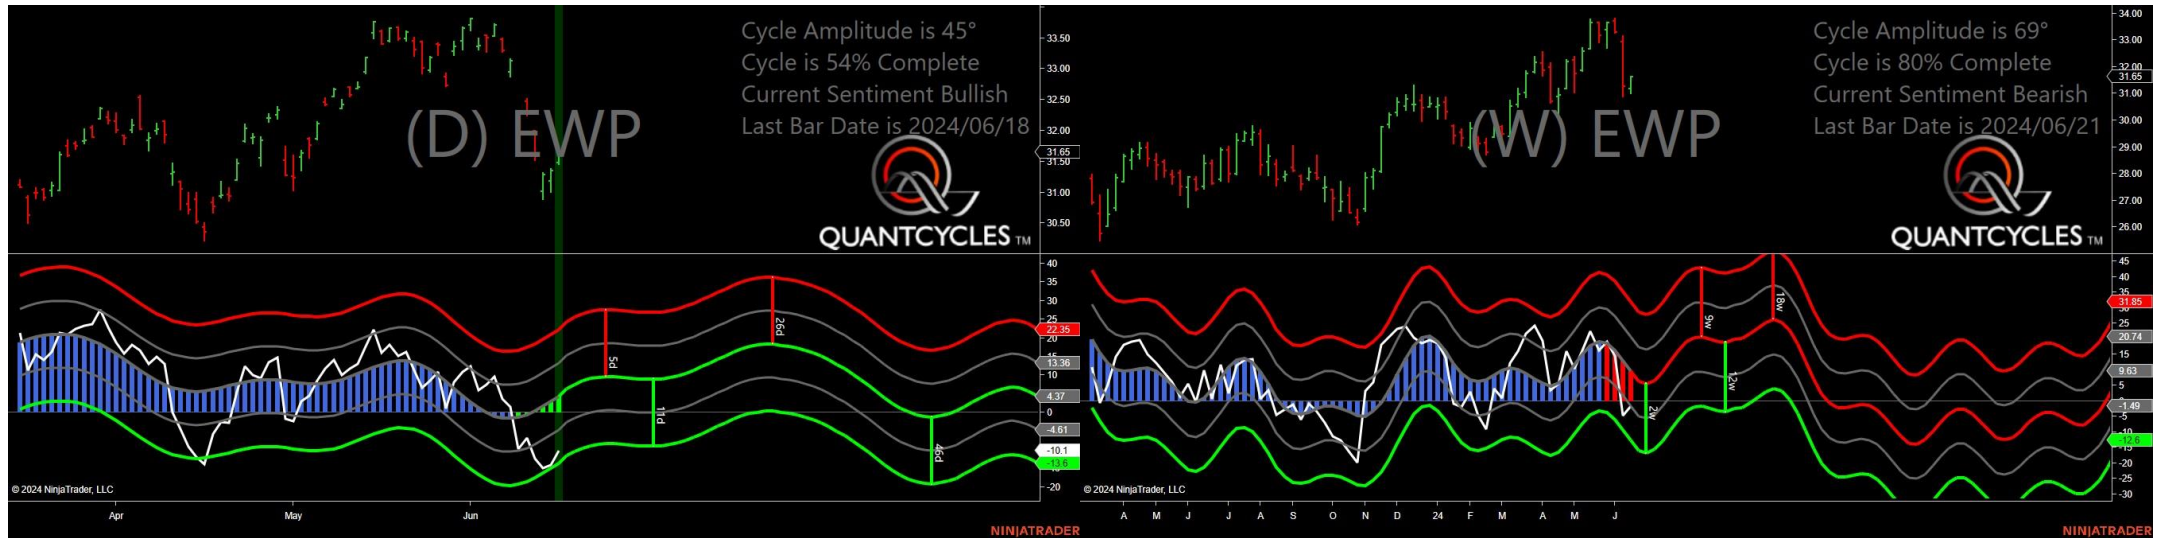 Cycle Amplitude is 45°
Cycle is 54% Complete
Current Sentiment Bullish
Last Bar Date is 2024/06/18
(D) EWP
QUANTCYCLES TM
33.50
33.00
32.50
32.00
31.65
31.50
31.00
30.50
40
35
30
25
22.35
20
15
13.36
10
4.37
0
-4.61
-10.1
-13.6
-20
5d
11d
26d
46d
© 2024 NinjaTrader, LLC
Apr
May
Jun
NINJATRADER
Cycle Amplitude is 69°
Cycle is 80% Complete
Current Sentiment Bearish
Last Bar Date is 2024/06/21
(W) EWP
QUANTCYCLES TM
34.00
33.00
32.00
31.65
31.00
30.00
29.00
28.00
27.00
26.00
45
40
35
31.85
25
20.74
15
9.63
5
-1.49
-5
-10
-12.6
-20
-25
-30
2w
9w
12w
18w
© 2024 NinjaTrader, LLC
A M J J A S O N D 24 F M A M J
NINJATRADER